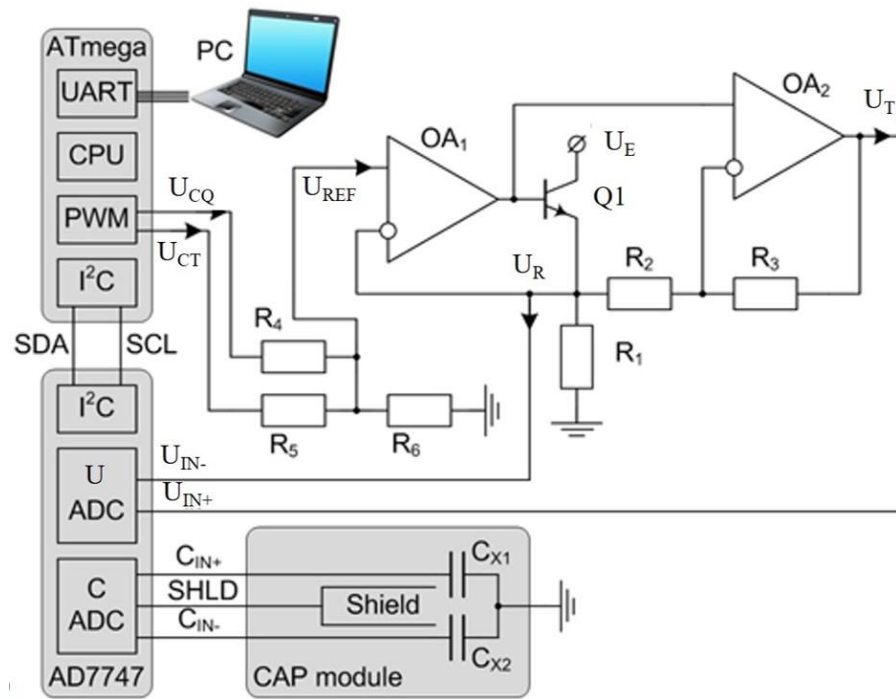 ATmega
PC
UART
CPU
PWM
I²C
U_CQ
U_CT
SDA
SCL
I²C
U
ADC
U_IN-
U_IN+
C
ADC
C_IN+
SHLD
C_IN-
AD7747
Shield
C_X1
C_X2
CAP module
U_REF
OA₁
U_E
Q1
U_R
R₂
R₃
OA₂
U_T
R₄
R₁
R₅
R₆